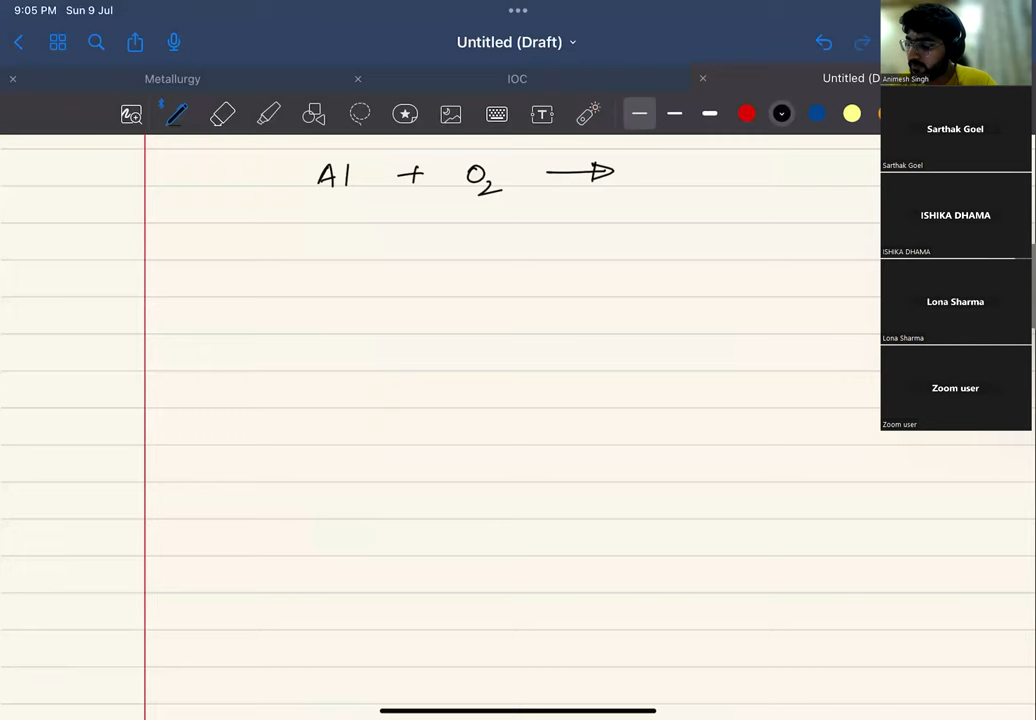 9:05 PM Sun 9 Jul
Untitled (Draft)
Metallurgy
IOC
Untitled (D
Al + O2 →
Animesh Singh
Sarthak Goel
Sarthak Goel
ISHIKA DHAMA
ISHIKA DHAMA
Lona Sharma
Lona Sharma
Zoom user
Zoom user